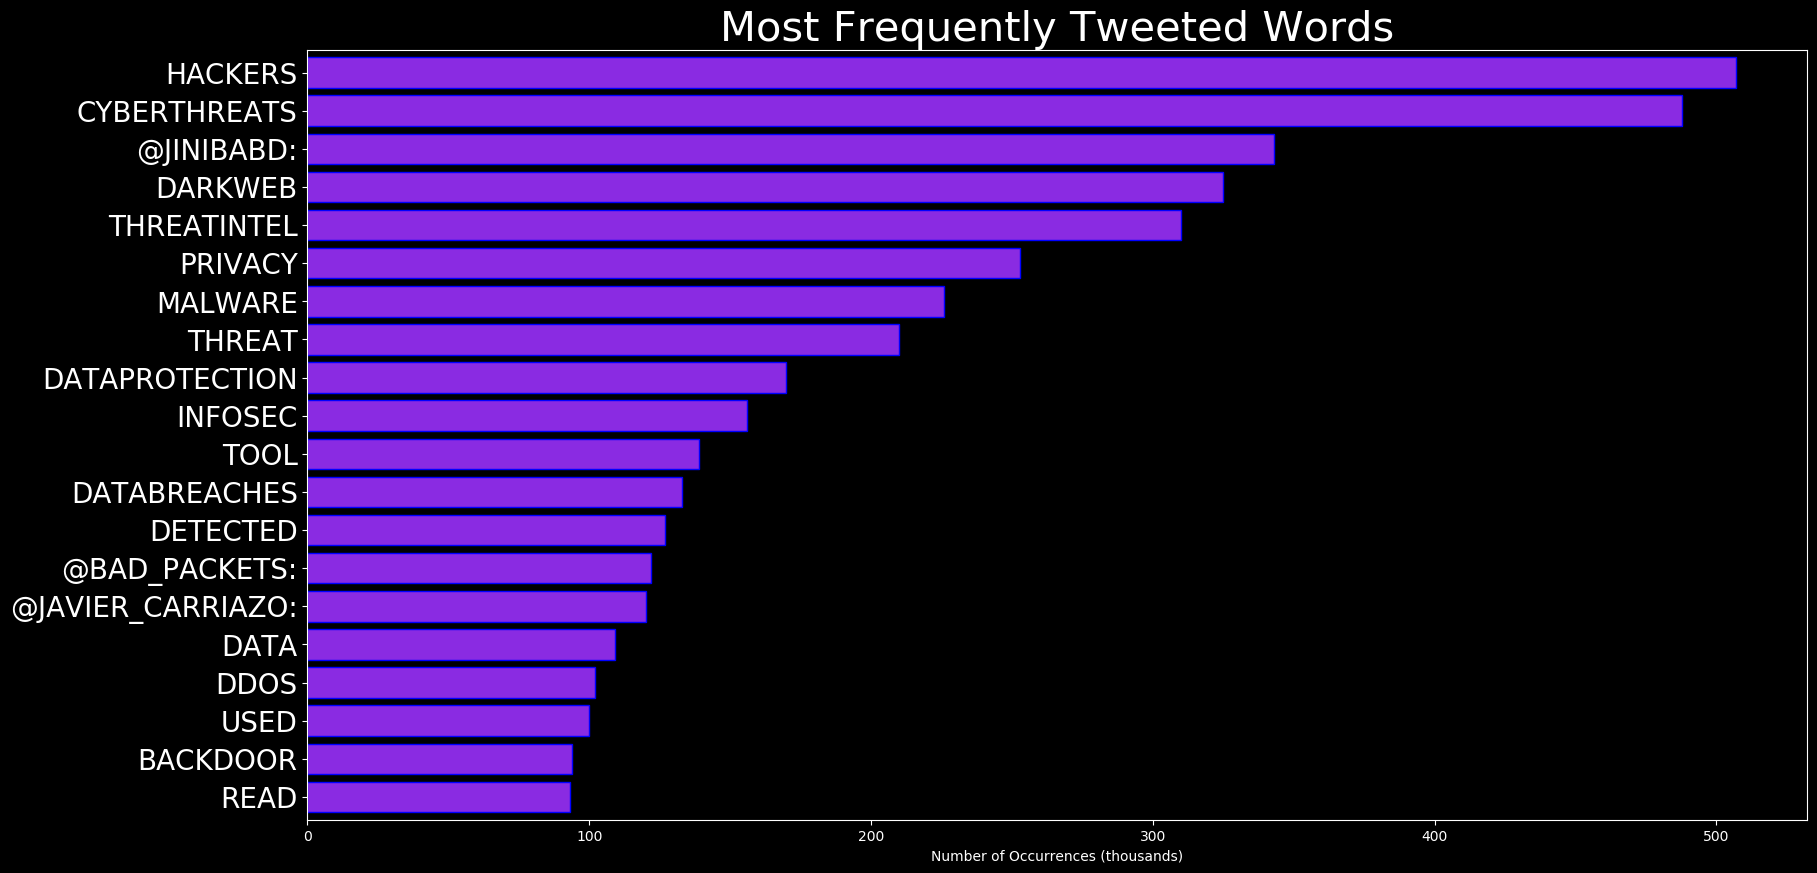 Most Frequently Tweeted Words
HACKERS
CYBERTHREATS
@JINIBABD:
DARKWEB
THREATINTEL
PRIVACY
MALWARE
THREAT
DATAPROTECTION
INFOSEC
TOOL
DATABREACHES
DETECTED
@BAD_PACKETS:
@JAVIER_CARRIAZO:
DATA
DDOS
USED
BACKDOOR
READ
0 100 200 300 400 500
Number of Occurrences (thousands)